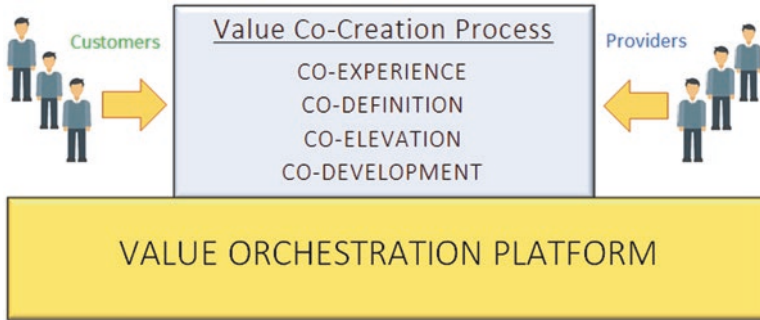 Customers
Value Co-Creation Process
Providers
CO-EXPERIENCE
CO-DEFINITION
CO-ELEVATION
CO-DEVELOPMENT
VALUE ORCHESTRATION PLATFORM